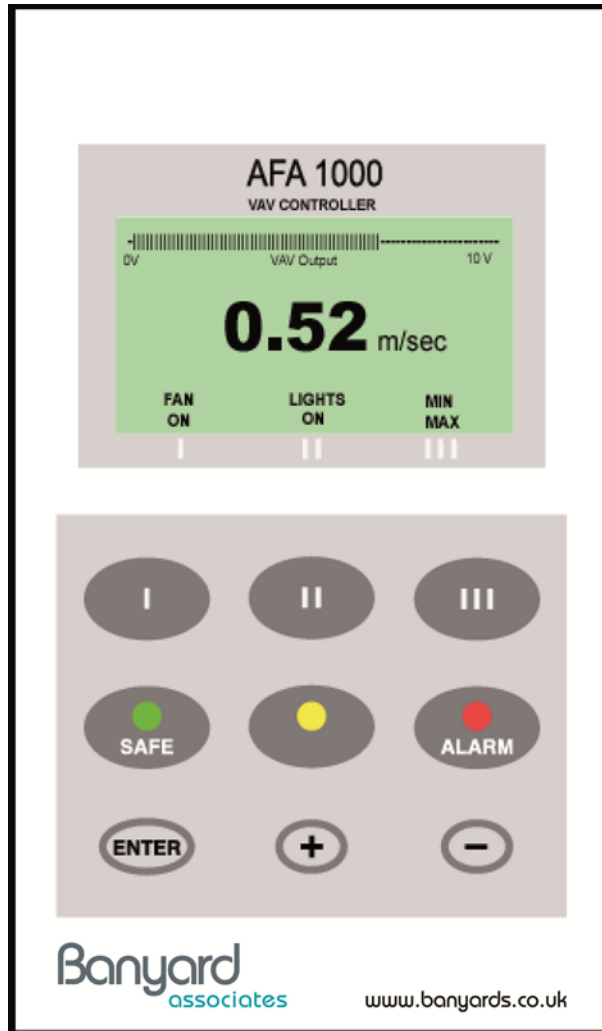 AFA 1000
VAV CONTROLLER
0V VAV Output 10 V
0.52 m/sec
FAN LIGHTS MIN
ON ON MAX
I II III
I II III
SAFE ALARM
ENTER + −
Banyard
associates www.banyards.co.uk